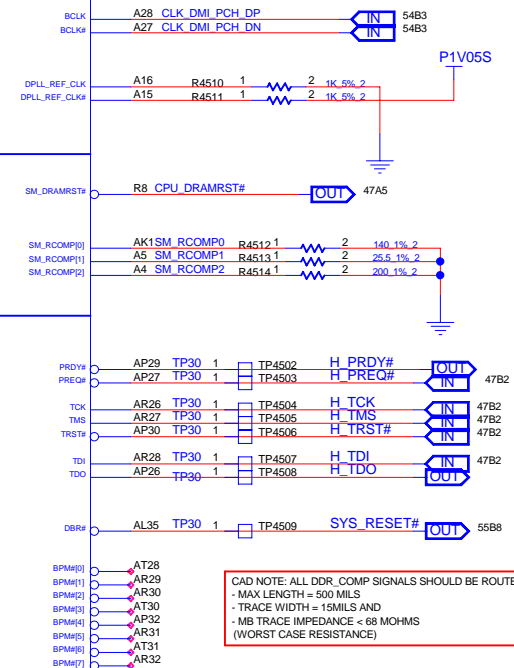 BCLK A28 CLK_DMI_PCH_DP IN 54B3
BCLK# A27 CLK_DMI_PCH_DN IN 54B3
P1V05S
DPLL_REF_CLK A16 R4510 1 2 1K_5%_2
DPLL_REF_CLK# A15 R4511 1 2 1K_5%_2
SM_DRAMRST# R8 CPU_DRAMRST# OUT 47A5
SM_RCOMP[0] AK1 SM_RCOMP0 R4512 1 2 140_1%_2
SM_RCOMP[1] A5 SM_RCOMP1 R4513 1 2 25.5_1%_2
SM_RCOMP[2] A4 SM_RCOMP2 R4514 1 2 200_1%_2
PRDY# AP29 TP30 1 TP4502 H_PRDY# OUT
PREQ# AP27 TP30 1 TP4503 H_PREQ# IN 47B2
TCK AR26 TP30 1 TP4504 H_TCK IN 47B2
TMS AR27 TP30 1 TP4505 H_TMS IN 47B2
TRST# AP30 TP30 1 TP4506 H_TRST# IN 47B2
TDI AR28 TP30 1 TP4507 H_TDI IN 47B2
TDO AP26 TP30 1 TP4508 H_TDO OUT
DBR# AL35 TP30 1 TP4509 SYS_RESET# OUT 55B8
BPM#[0] AT28
BPM#[1] AR29
BPM#[2] AR30
BPM#[3] AT30
BPM#[4] AP32
BPM#[5] AR31
BPM#[6] AT31
BPM#[7] AR32
CAD NOTE: ALL DDR_COMP SIGNALS SHOULD BE ROUTE
- MAX LENGTH = 500 MILS
- TRACE WIDTH = 15MILS AND
- MB TRACE IMPEDANCE < 68 MOHMS
(WORST CASE RESISTANCE)